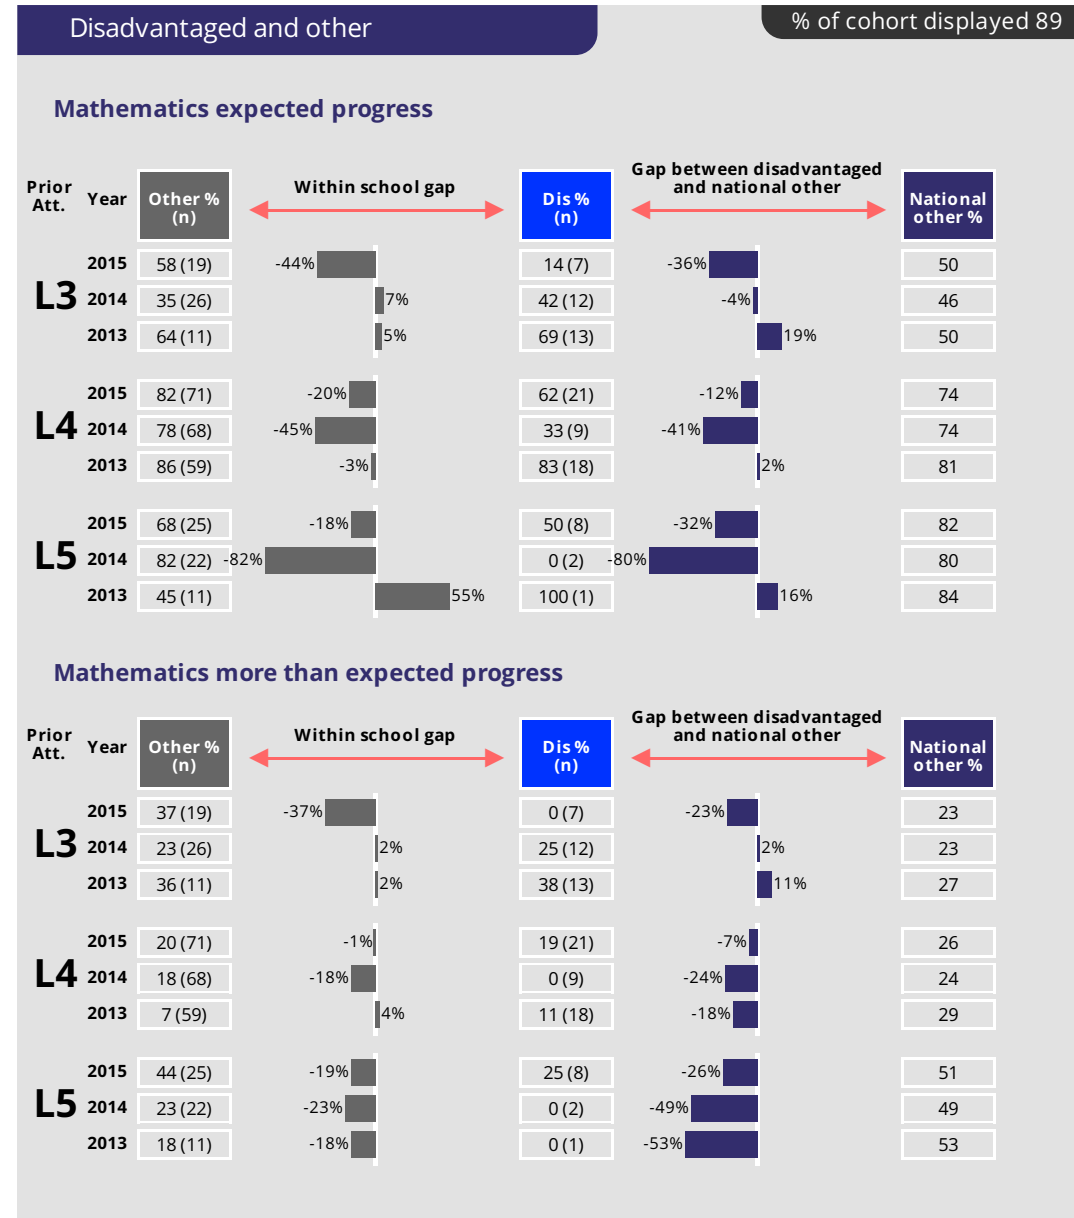 Disadvantaged and other
% of cohort displayed 89
Mathematics expected progress
Prior Att.
Year
Other % (n)
Within school gap
Dis % (n)
Gap between disadvantaged and national other
National other %
L3
2015 58 (19) -44% 14 (7) -36% 50
2014 35 (26) 7% 42 (12) -4% 46
2013 64 (11) 5% 69 (13) 19% 50
L4
2015 82 (71) -20% 62 (21) -12% 74
2014 78 (68) -45% 33 (9) -41% 74
2013 86 (59) -3% 83 (18) 2% 81
L5
2015 68 (25) -18% 50 (8) -32% 82
2014 82 (22) -82% 0 (2) -80% 80
2013 45 (11) 55% 100 (1) 16% 84
Mathematics more than expected progress
Prior Att.
Year
Other % (n)
Within school gap
Dis % (n)
Gap between disadvantaged and national other
National other %
L3
2015 37 (19) -37% 0 (7) -23% 23
2014 23 (26) 2% 25 (12) 2% 23
2013 36 (11) 2% 38 (13) 11% 27
L4
2015 20 (71) -1% 19 (21) -7% 26
2014 18 (68) -18% 0 (9) -24% 24
2013 7 (59) 4% 11 (18) -18% 29
L5
2015 44 (25) -19% 25 (8) -26% 51
2014 23 (22) -23% 0 (2) -49% 49
2013 18 (11) -18% 0 (1) -53% 53